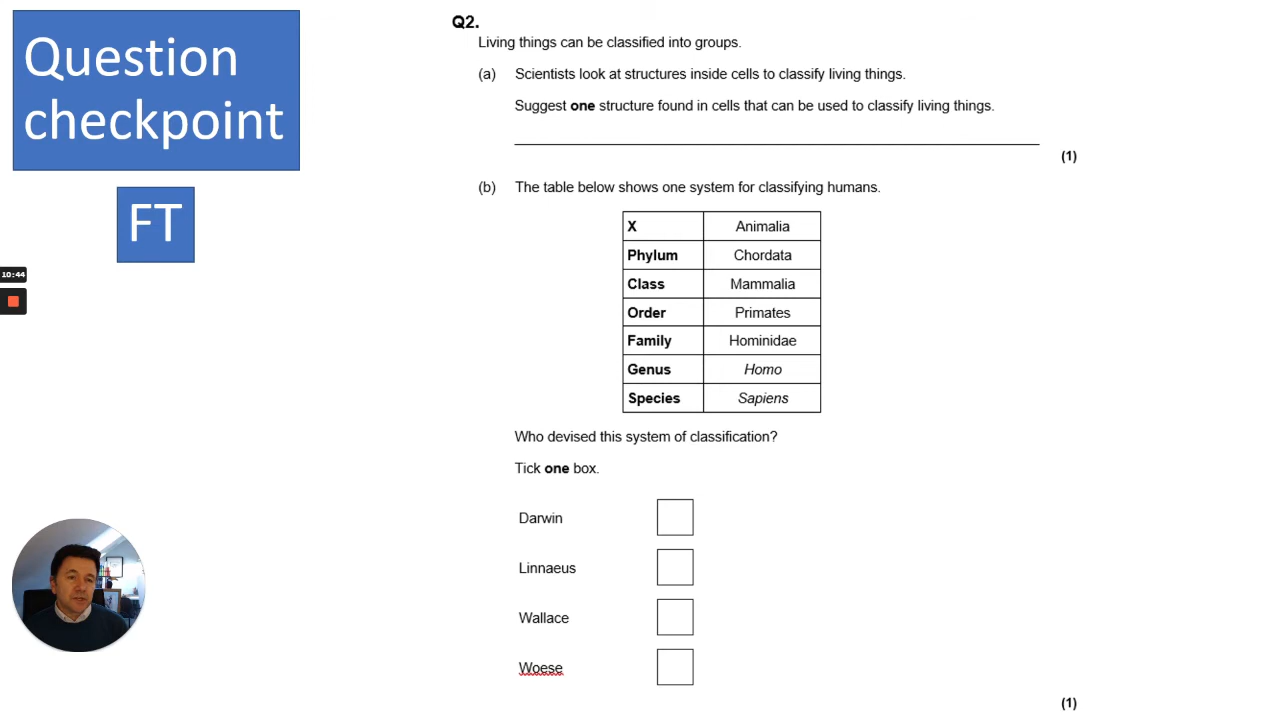 Question
checkpoint
FT
10:44
Q2.
Living things can be classified into groups.
(a) Scientists look at structures inside cells to classify living things.
Suggest one structure found in cells that can be used to classify living things.
(1)
(b) The table below shows one system for classifying humans.
X Animalia
Phylum Chordata
Class Mammalia
Order Primates
Family Hominidae
Genus Homo
Species Sapiens
Who devised this system of classification?
Tick one box.
Darwin
Linnaeus
Wallace
Woese
(1)